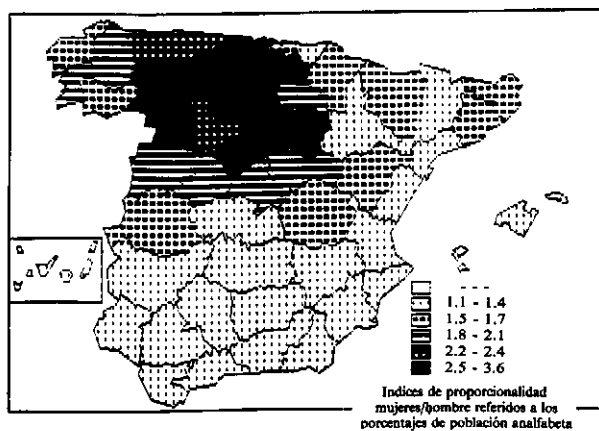 - - - -
1.1 - 1.4
1.5 - 1.7
1.8 - 2.1
2.2 - 2.4
2.5 - 3.6
Indices de proporcionalidad
mujeres/hombre referidos a los
porcentajes de población analfabeta